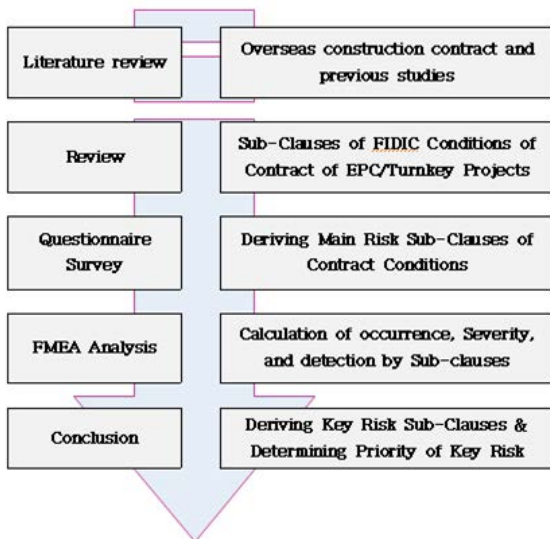 Literature review
Overseas construction contract and
previous studies
Review
Sub-Clauses of FIDIC Conditions of
Contract of EPC/Turnkey Projects
Questionnaire
Survey
Deriving Main Risk Sub-Clauses of
Contract Conditions
FMEA Analysis
Calculation of occurrence, Severity,
and detection by Sub-clauses
Conclusion
Deriving Key Risk Sub-Clauses &
Determining Priority of Key Risk